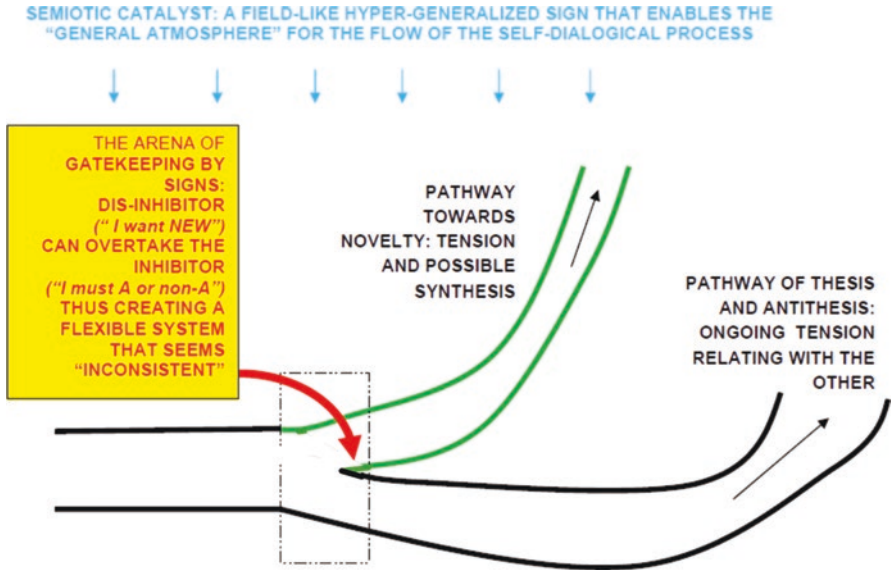 SEMIOTIC CATALYST: A FIELD-LIKE HYPER-GENERALIZED SIGN THAT ENABLES THE
“GENERAL ATMOSPHERE” FOR THE FLOW OF THE SELF-DIALOGICAL PROCESS
THE ARENA OF
GATEKEEPING BY
SIGNS:
DIS-INHIBITOR
(“ I want NEW”)
CAN OVERTAKE THE
INHIBITOR
(“I must A or non-A”)
THUS CREATING A
FLEXIBLE SYSTEM
THAT SEEMS
“INCONSISTENT”
PATHWAY
TOWARDS
NOVELTY: TENSION
AND POSSIBLE
SYNTHESIS
PATHWAY OF THESIS
AND ANTITHESIS:
ONGOING TENSION
RELATING WITH THE
OTHER